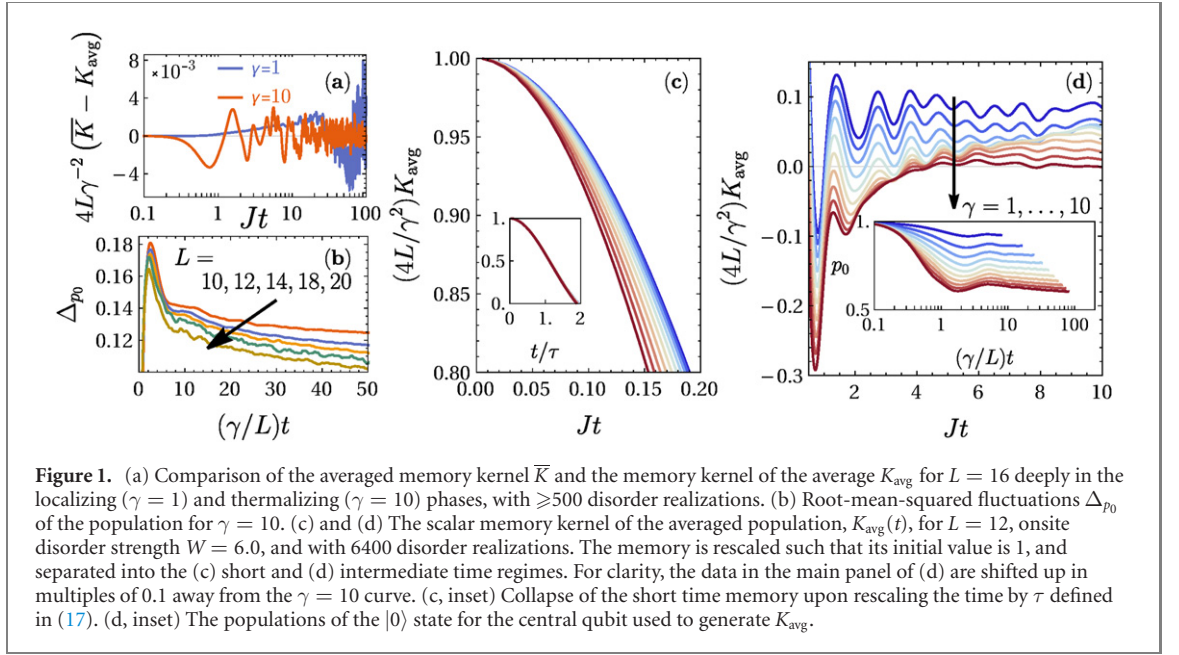 4Lγ⁻² (K̅ − K_avg)
8
×10⁻³
γ=1
γ=10
(a)
4
0
−4
0.1
1
10
100
Jt
Δ_p₀
0.18
0.16
0.14
0.12
L =
10, 12, 14, 18, 20
(b)
0
10
20
30
40
50
(γ/L)t
(4L/γ²)K_avg
1.00
0.95
0.90
0.85
0.80
(c)
1
0.5
0
0
1.
2
t/τ
0.00
0.05
0.10
0.15
0.20
Jt
(4L/γ²)K_avg
0.1
0.0
−0.1
−0.2
−0.3
(d)
γ = 1, . . . , 10
1.
p₀
0.5
0.1
1
10
100
(γ/L)t
2
4
6
8
10
Jt
Figure 1. (a) Comparison of the averaged memory kernel K̅ and the memory kernel of the average K_avg for L = 16 deeply in the
localizing (γ = 1) and thermalizing (γ = 10) phases, with ⩾500 disorder realizations. (b) Root-mean-squared fluctuations Δ_p₀
of the population for γ = 10. (c) and (d) The scalar memory kernel of the averaged population, K_avg(t), for L = 12, onsite
disorder strength W = 6.0, and with 6400 disorder realizations. The memory is rescaled such that its initial value is 1, and
separated into the (c) short and (d) intermediate time regimes. For clarity, the data in the main panel of (d) are shifted up in
multiples of 0.1 away from the γ = 10 curve. (c, inset) Collapse of the short time memory upon rescaling the time by τ defined
in (17). (d, inset) The populations of the |0⟩ state for the central qubit used to generate K_avg.